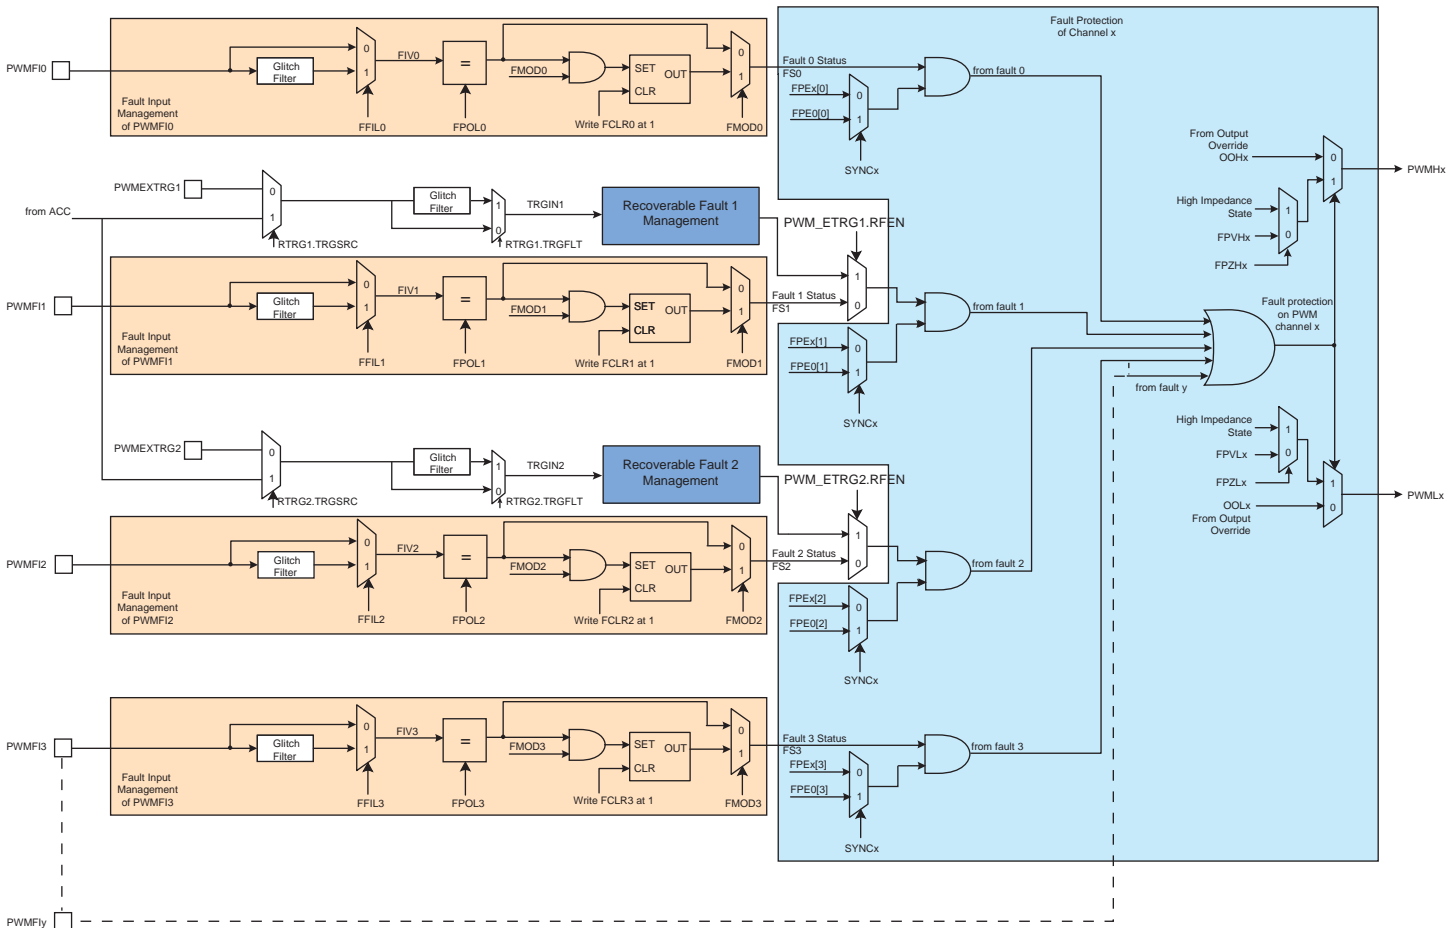 Fault Protection
of Channel x
PWMFI0
Glitch
Filter
0
1
FIV0
=
FMOD0
SET
OUT
CLR
0
1
Fault Input
Management
of PWMFI0
FFIL0
FPOL0
Write FCLR0 at 1
FMOD0
Fault 0 Status
FS0
FPEx[0]
FPE0[0]
0
1
SYNCx
from fault 0
From Output
Override
OOHx
0
1
PWMHx
High Impedance
State
FPVHx
1
0
FPZHx
PWMEXTRG1
from ACC
0
1
RTRG1.TRGSRC
Glitch
Filter
1
0
TRGIN1
RTRG1.TRGFLT
Recoverable Fault 1
Management
PWM_ETRG1.RFEN
1
0
PWMFI1
Glitch
Filter
0
1
FIV1
=
FMOD1
SET
OUT
CLR
0
1
Fault Input
Management
of PWMFI1
FFIL1
FPOL1
Write FCLR1 at 1
FMOD1
Fault 1 Status
FS1
FPEx[1]
FPE0[1]
0
1
SYNCx
from fault 1
Fault protection
on PWM
channel x
from fault y
PWMEXTRG2
0
1
RTRG2.TRGSRC
Glitch
Filter
1
0
TRGIN2
RTRG2.TRGFLT
Recoverable Fault 2
Management
PWM_ETRG2.RFEN
1
0
High Impedance
State
FPVLx
1
0
FPZLx
OOLx
From Output
Override
1
0
PWMLx
PWMFI2
Glitch
Filter
0
1
FIV2
=
FMOD2
SET
OUT
CLR
0
1
Fault Input
Management
of PWMFI2
FFIL2
FPOL2
Write FCLR2 at 1
FMOD2
Fault 2 Status
FS2
FPEx[2]
FPE0[2]
0
1
SYNCx
from fault 2
PWMFI3
Glitch
Filter
0
1
FIV3
=
FMOD3
SET
OUT
CLR
0
1
Fault Input
Management
of PWMFI3
FFIL3
FPOL3
Write FCLR3 at 1
FMOD3
Fault 3 Status
FS3
FPEx[3]
FPE0[3]
0
1
SYNCx
from fault 3
PWMFIy